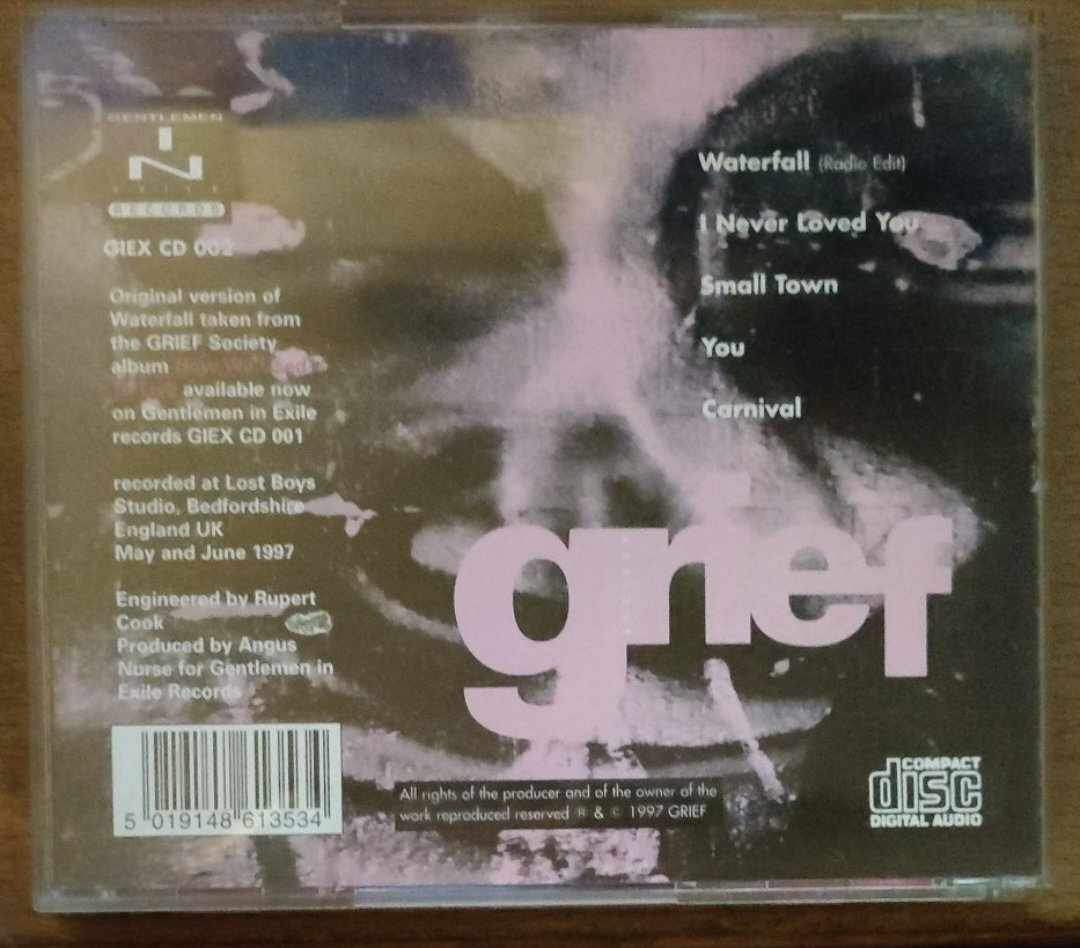 GENTLEMEN
IN
EXILE
RECORDS
GIEX CD 002
Original version of
Waterfall taken from
the GRIEF Society
album
available now
on Gentlemen in Exile
records GIEX CD 001
recorded at Lost Boys
Studio, Bedfordshire
England UK
May and June 1997
Engineered by Rupert
Cook
Produced by Angus
Nurse for Gentlemen in
Exile Records
5 019148 613534
Waterfall (Radio Edit)
I Never Loved You
Small Town
You
Carnival
grief
All rights of the producer and of the owner of the
work reproduced reserved ℗ & © 1997 GRIEF
COMPACT
disc
DIGITAL AUDIO